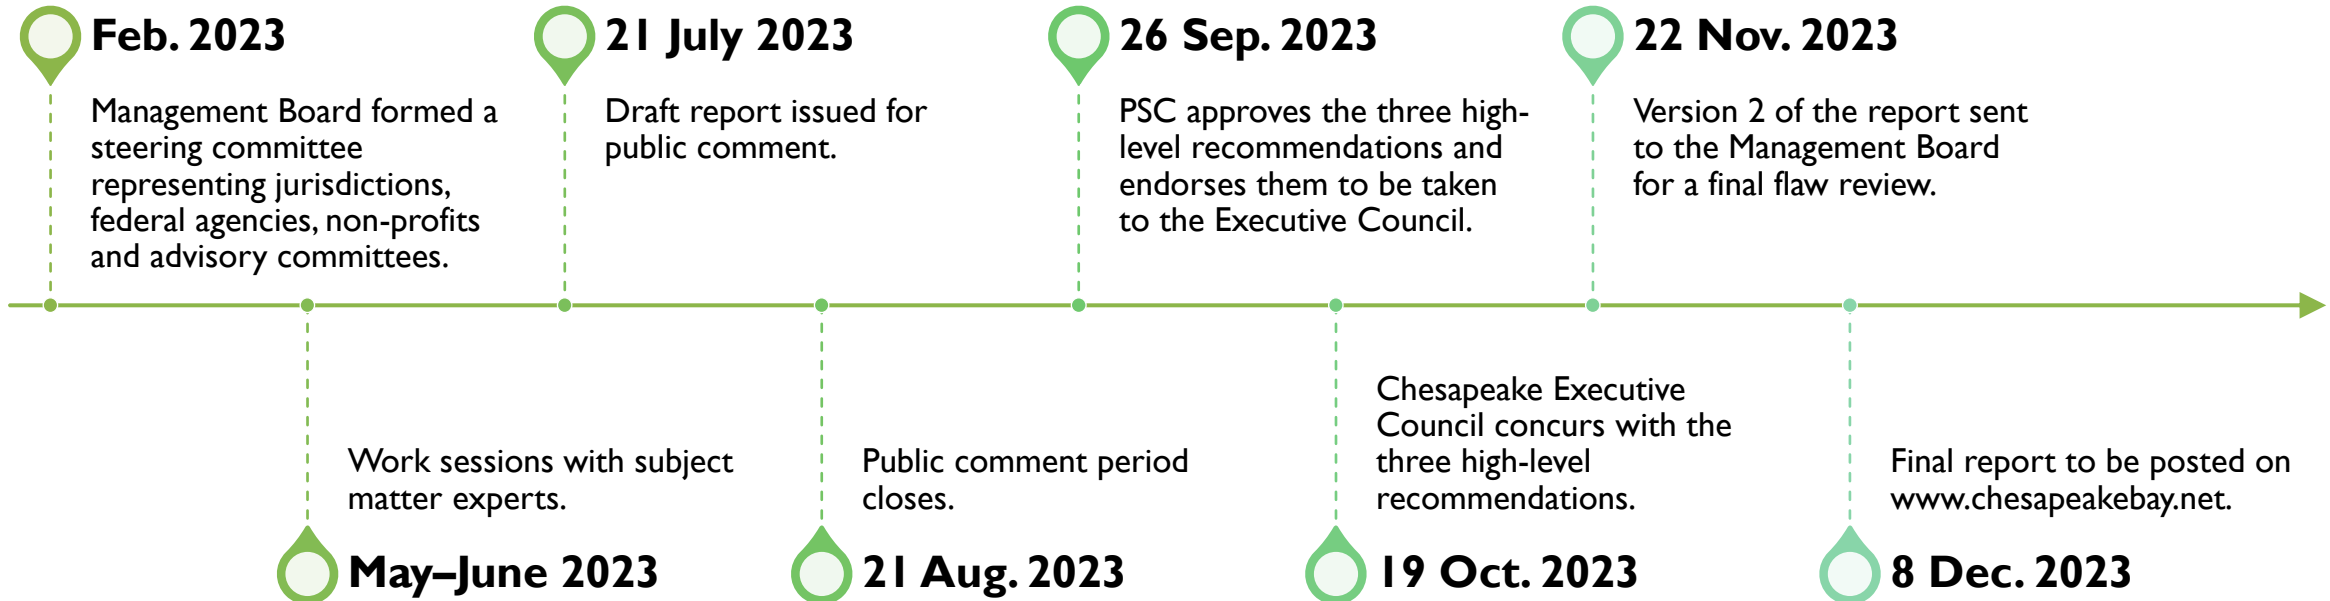 Feb. 2023
Management Board formed a
steering committee
representing jurisdictions,
federal agencies, non-profits
and advisory committees.
Work sessions with subject
matter experts.
May–June 2023
21 July 2023
Draft report issued for
public comment.
Public comment period
closes.
21 Aug. 2023
26 Sep. 2023
PSC approves the three high-
level recommendations and
endorses them to be taken
to the Executive Council.
Chesapeake Executive
Council concurs with the
three high-level
recommendations.
19 Oct. 2023
22 Nov. 2023
Version 2 of the report sent
to the Management Board
for a final flaw review.
Final report to be posted on
www.chesapeakebay.net.
8 Dec. 2023